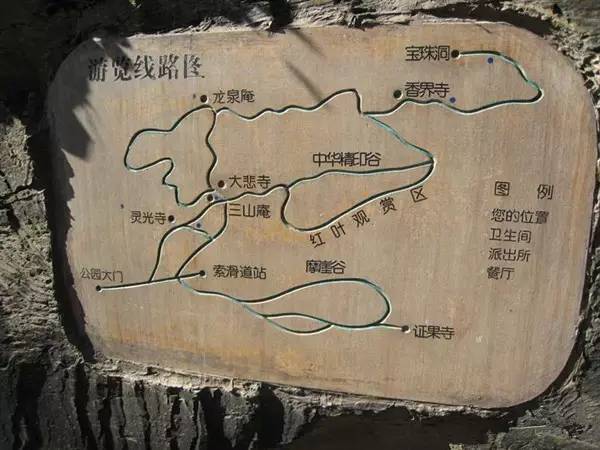 游览线路图
宝珠洞
龙泉庵
香界寺
中华精印谷
大悲寺
三山庵
灵光寺
红叶观赏区
公园大门
索滑道站
摩崖谷
证果寺
图例
您的位置
卫生间
派出所
餐厅